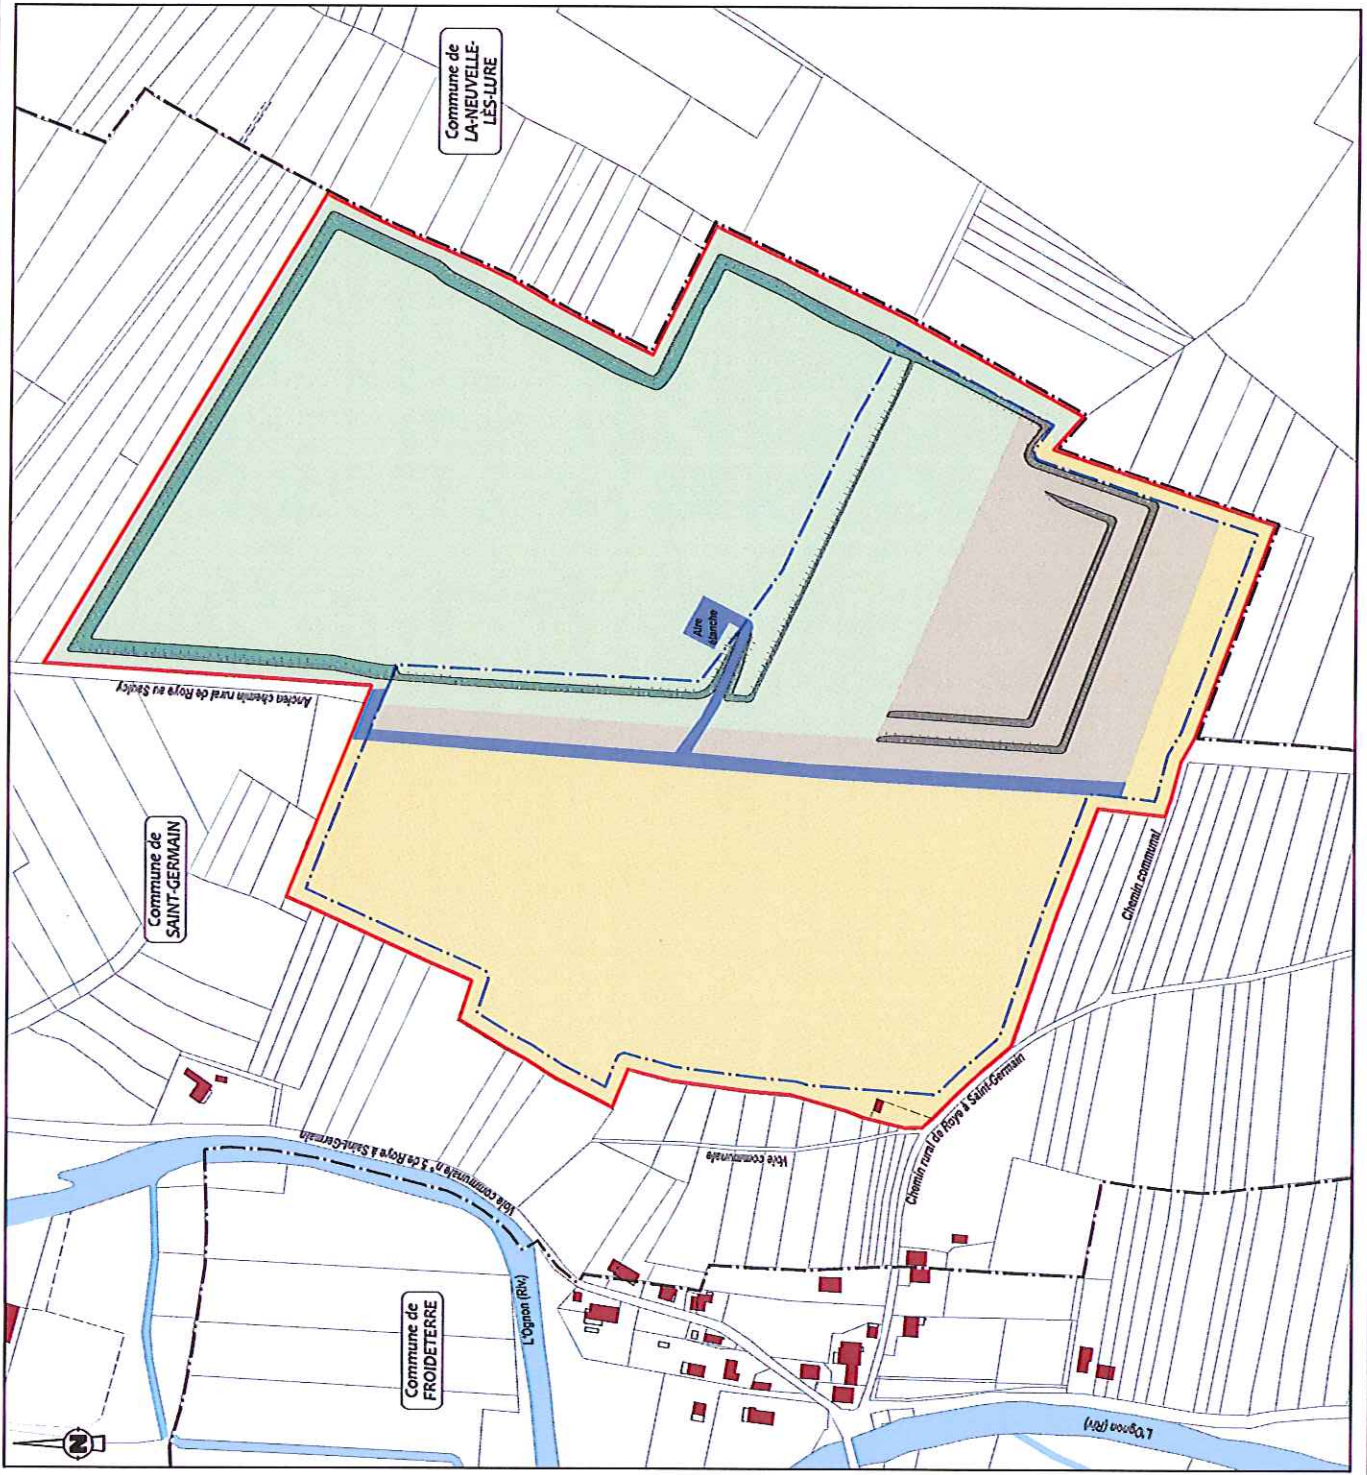 Commune de
LA-NEUVELLE-
LÈS-LURE
Ancien chemin rural de Roye au Saulcy
Aire
étanche
Commune de
SAINT-GERMAIN
Chemin communal
Voie communale n° 5 de Roye à Saint-Germain
Voie communale
Chemin rural de Roye à Saint-Germain
Commune de
FROIDETERRE
L'Ognon (Riv.)
L'Ognon (Riv)
N